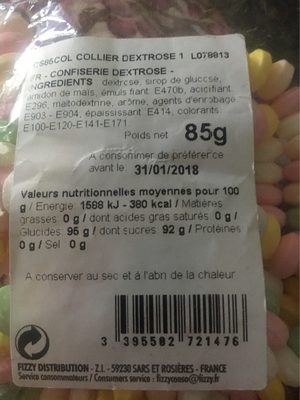 CS86COL COLLIER DEXTROSE 1 L078813
FR - CONFISERIE DEXTROSE -
INGREDIENTS dextrose, sirop de glucose,
amidon de maïs, émulsifiant: E470b, acidifiant
E296, maltodextrine, arôme, agents d'enrobage
E903 - E904, épaississant E414, colorants
E100-E120-E141-E171
Poids net 85g
A consommer de préférence
avant le 31/01/2018
Valeurs nutritionnelles moyennes pour 100
g / Energie: 1588 kJ - 380 kcal / Matières
grasses 0 g / dont acides gras saturés 0 g /
Glucides: 95 g / dont sucres 92 g / Protéines
0 g / Sel 0 g
A conserver au sec et à l'abri de la chaleur
3 395582 721476
FIZZY DISTRIBUTION - Z.I. - 59230 SARS ET ROSIÈRES - FRANCE
Service consommateurs / Consumers service : fizzyconso@fizzy.fr